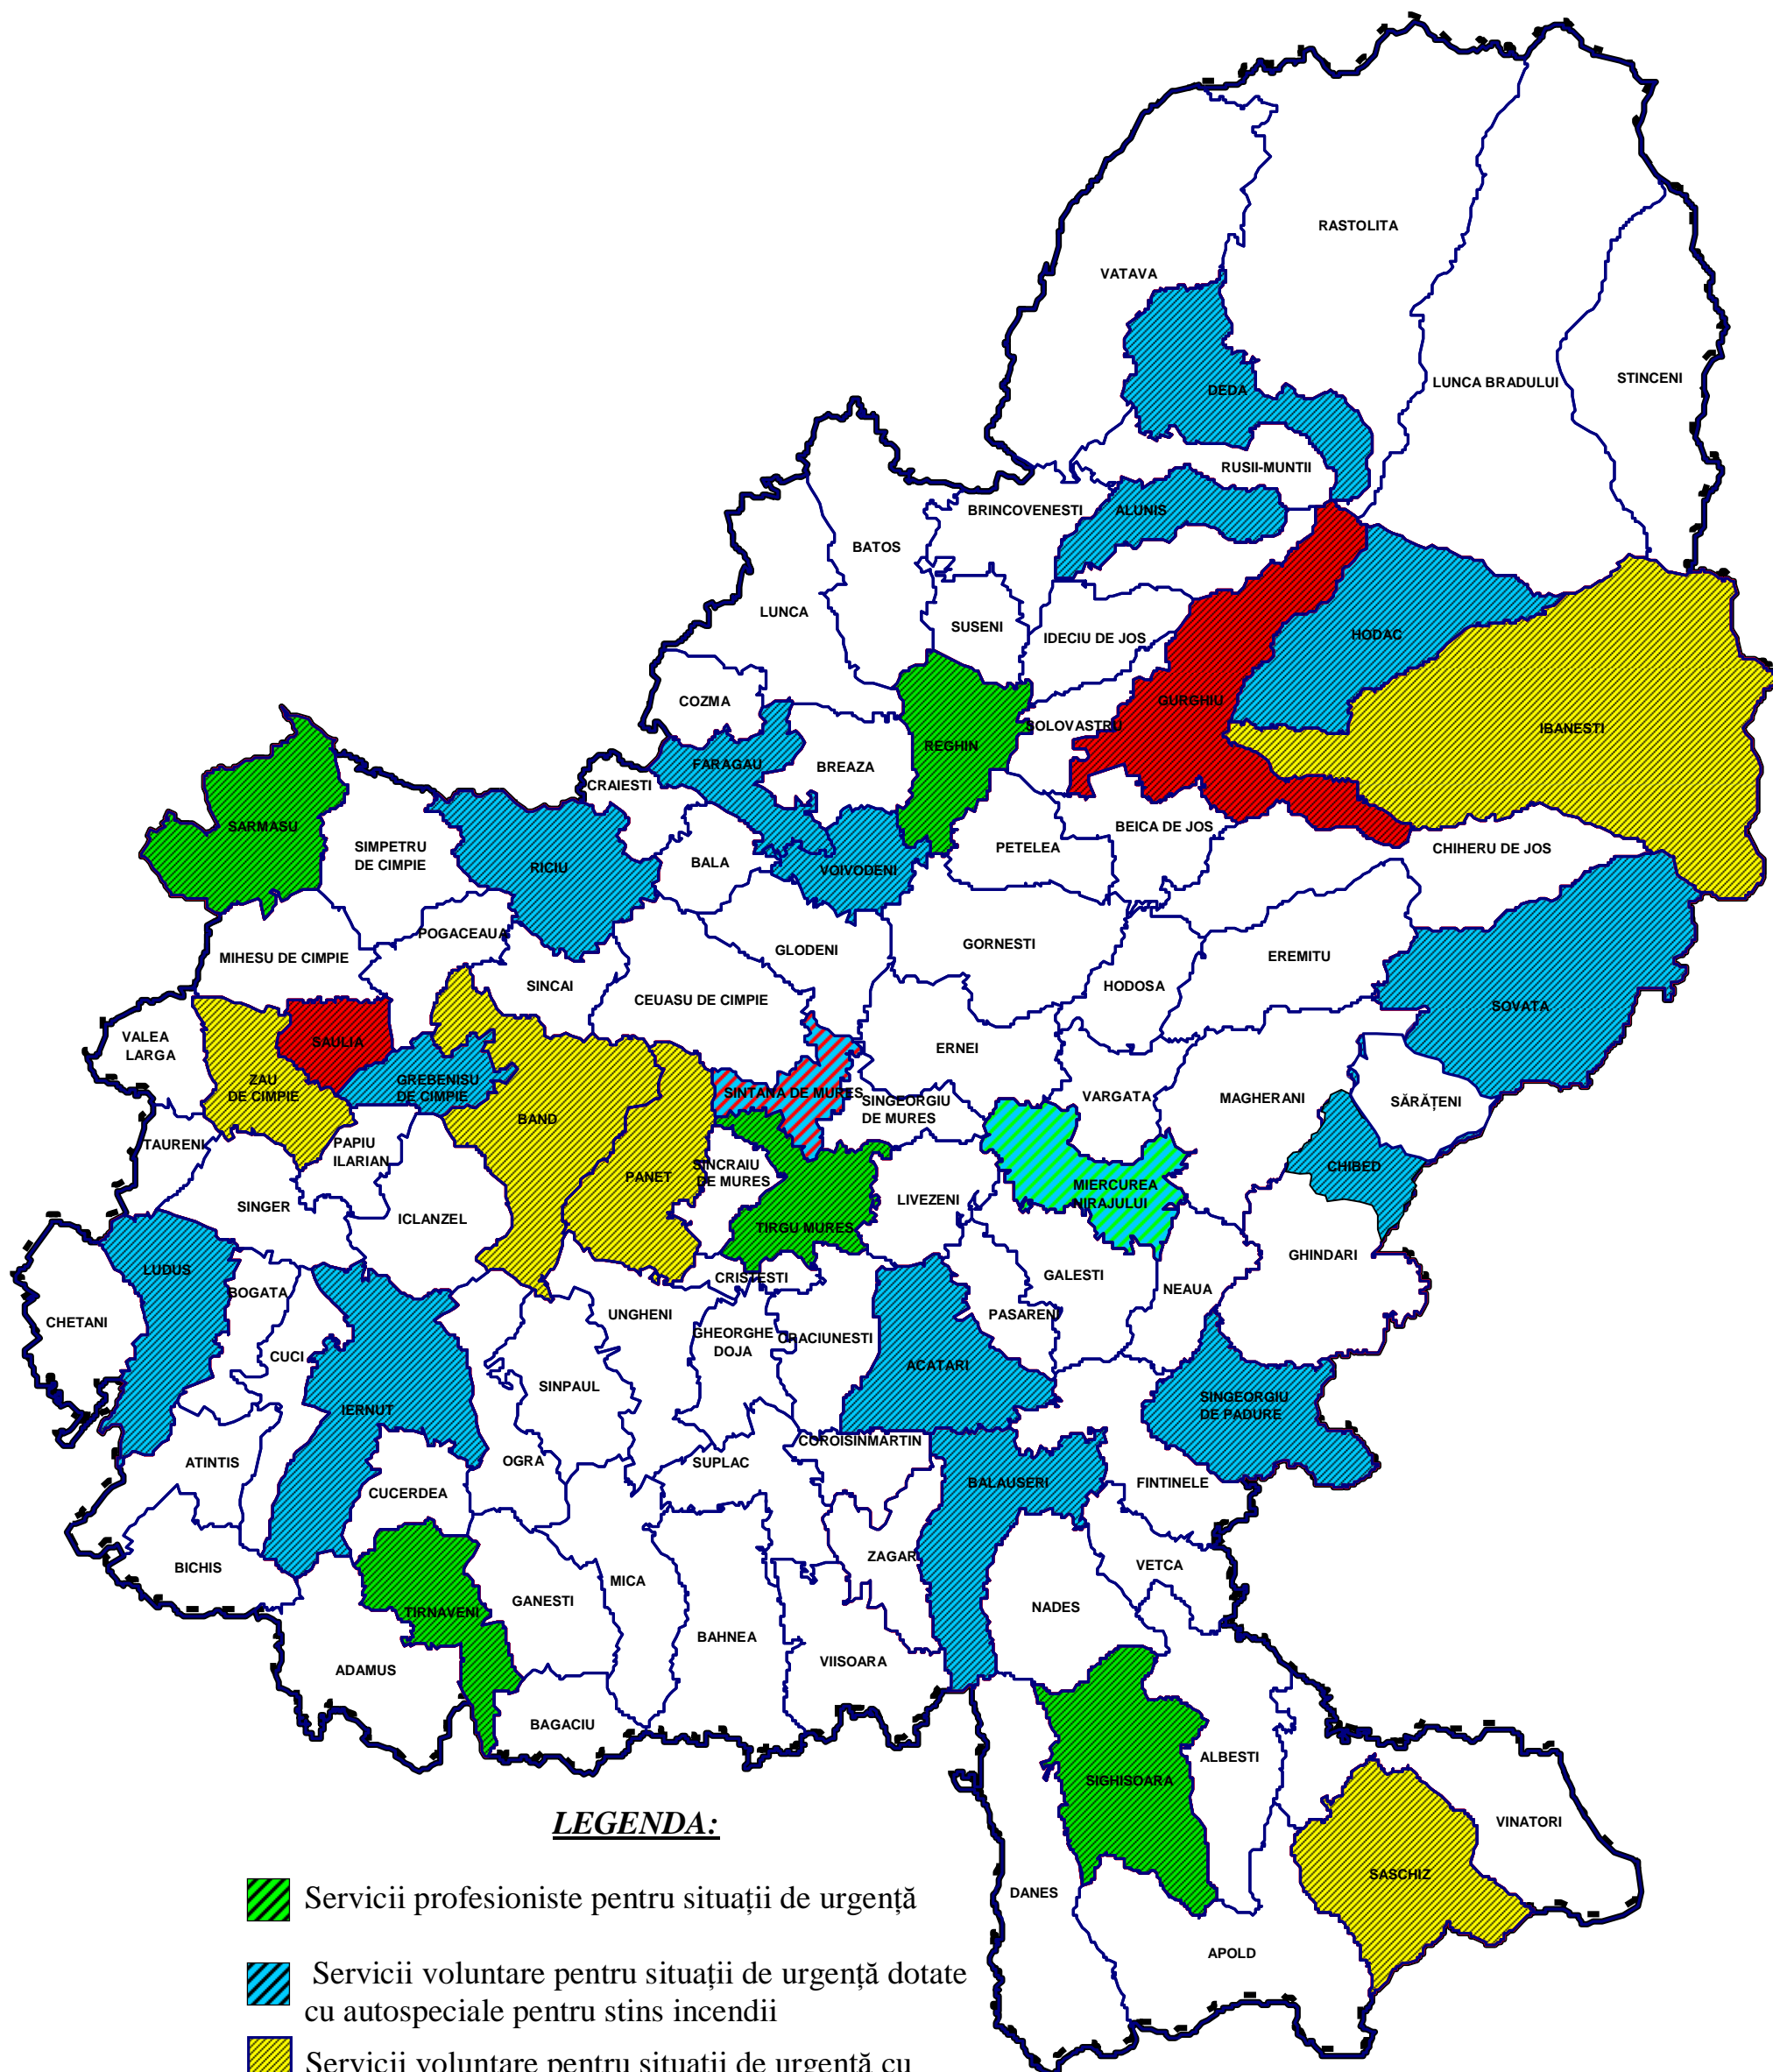 RASTOLITA
VATAVA
LUNCA BRADULUI
STINCENI
DEDA
RUSII-MUNTII
BRINCOVENESTI
ALUNIS
BATOS
LUNCA
SUSENI
IDECIU DE JOS
HODAC
COZMA
GURGHIU
SOLOVASTRU
IBANESTI
REGHIN
FARAGAU
BREAZA
CRAIESTI
SARMASU
SIMPETRU
DE CIMPIE
BEICA DE JOS
PETELEA
CHIHERU DE JOS
BALA
RICIU
VOIVODENI
POGACEAUA
GLODENI
GORNESTI
MIHESU DE CIMPIE
EREMITU
SINCAI
CEUASU DE CIMPIE
HODOSA
SOVATA
VALEA
LARGA
SAULIA
ERNEI
ZAU
DE CIMPIE
GREBENISU
DE CIMPIE
SINTANA DE MURES
SINGEORGIU
DE MURES
VARGATA
MAGHERANI
SĂRĂȚENI
BAND
TAURENI
PAPIU
ILARIAN
PANET
SINCRAIU
DE MURES
CHIBED
MIERCUREA
NIRAJULUI
LIVEZENI
SINGER
ICLANZEL
TIRGU MURES
GHINDARI
LUDUS
CRISTESTI
GALESTI
NEAUA
BOGATA
UNGHENI
PASARENI
CHETANI
GHEORGHE
DOJA
CRACIUNESTI
CUCI
ACATARI
SINPAUL
SINGEORGIU
DE PADURE
IERNUT
COROISINMARTIN
ATINTIS
OGRA
SUPLAC
BALAUSERI
FINTINELE
CUCERDEA
ZAGAR
VETCA
BICHIS
MICA
GANESTI
NADES
TIRNAVENI
BAHNEA
VIISOARA
ADAMUS
BAGACIU
ALBESTI
SIGHISOARA
VINATORI
SASCHIZ
DANES
APOLD
LEGENDA:
Servicii profesioniste pentru situații de urgență
Servicii voluntare pentru situații de urgență dotate
cu autospeciale pentru stins incendii
Servicii voluntare pentru situații de urgență cu